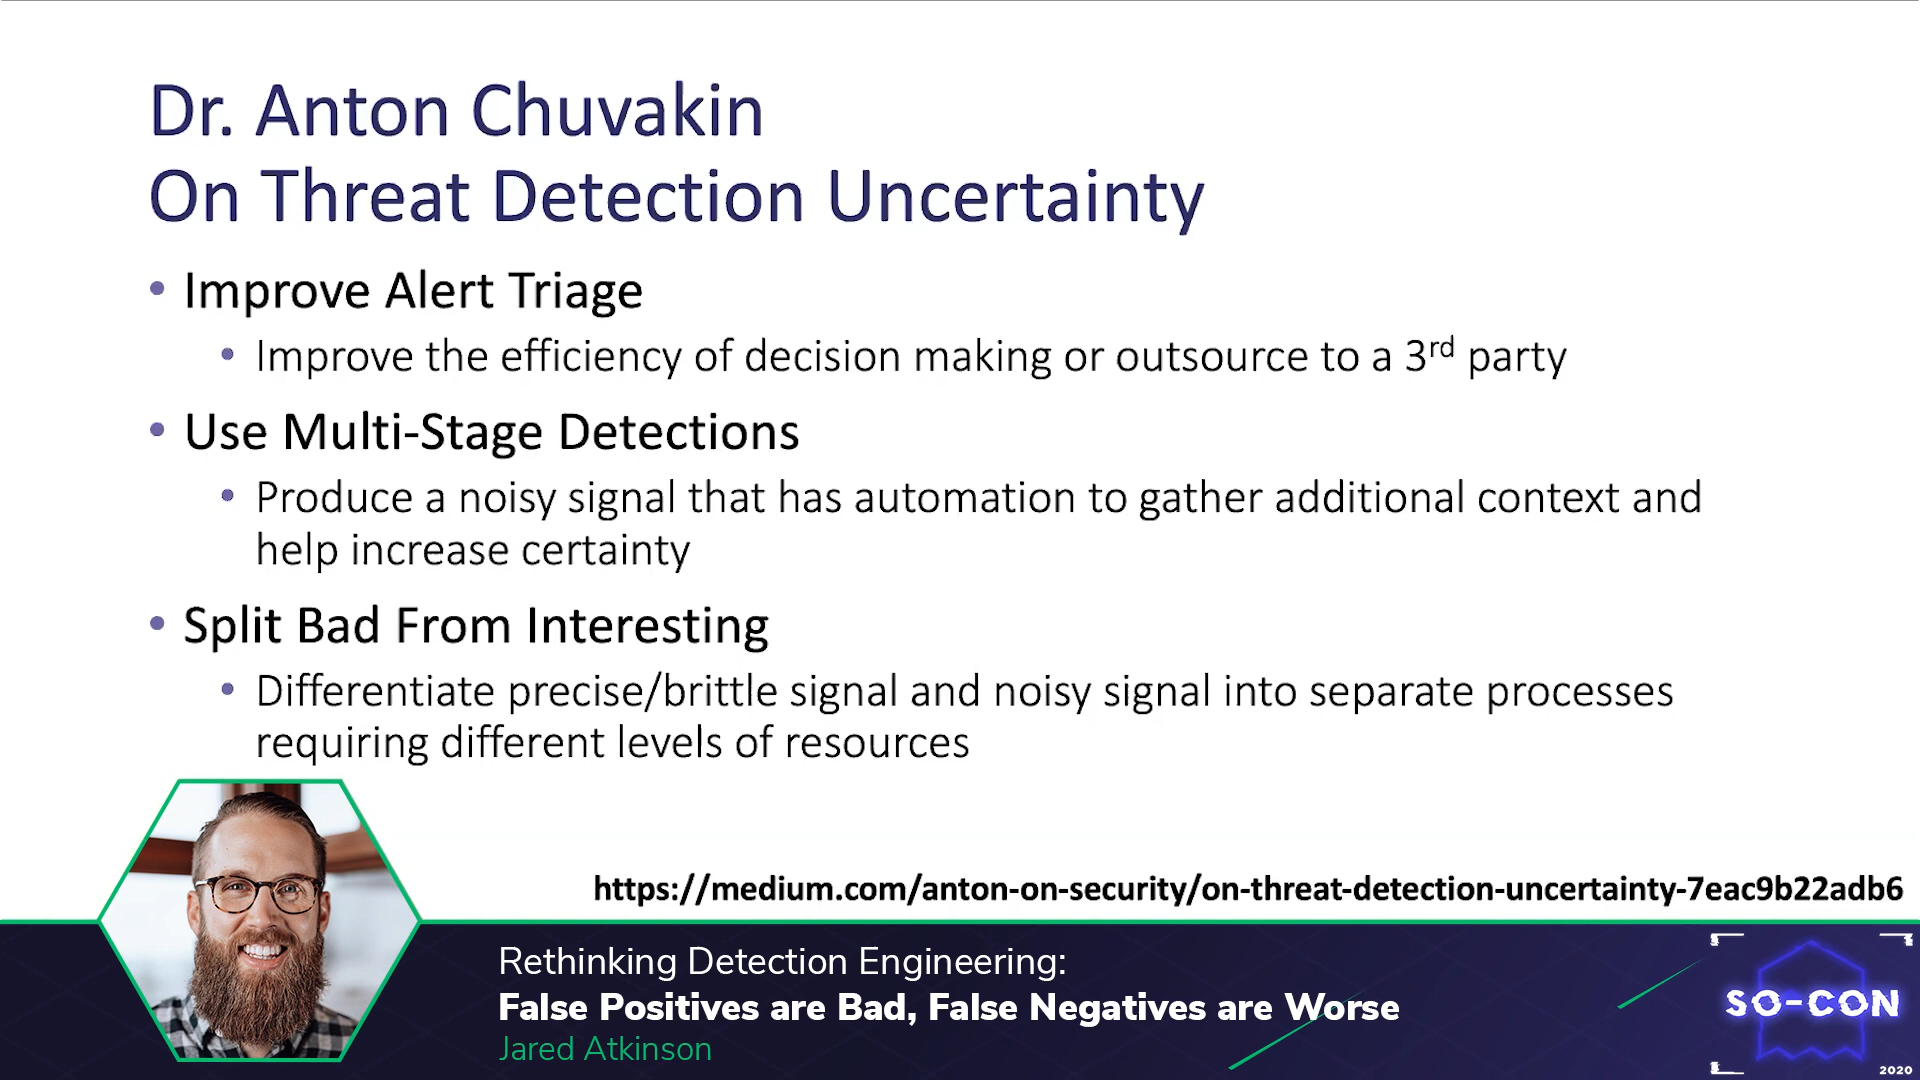 Dr. Anton Chuvakin
On Threat Detection Uncertainty
• Improve Alert Triage
• Improve the efficiency of decision making or outsource to a 3rd party
• Use Multi-Stage Detections
• Produce a noisy signal that has automation to gather additional context and
help increase certainty
• Split Bad From Interesting
• Differentiate precise/brittle signal and noisy signal into separate processes
requiring different levels of resources
https://medium.com/anton-on-security/on-threat-detection-uncertainty-7eac9b22adb6
Rethinking Detection Engineering:
False Positives are Bad, False Negatives are Worse
Jared Atkinson
SO-CON
2020